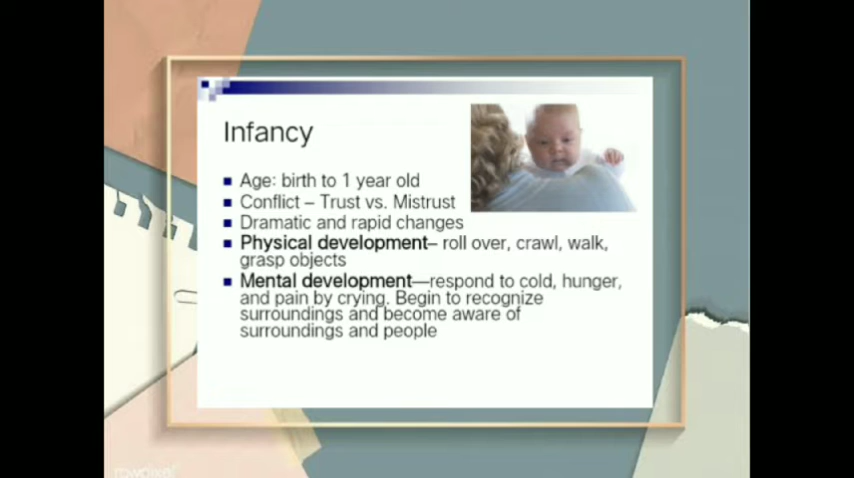 Infancy
Age: birth to 1 year old
Conflict – Trust vs. Mistrust
Dramatic and rapid changes
Physical development– roll over, crawl, walk,
grasp objects
Mental development—respond to cold, hunger,
and pain by crying. Begin to recognize
surroundings and become aware of
surroundings and people